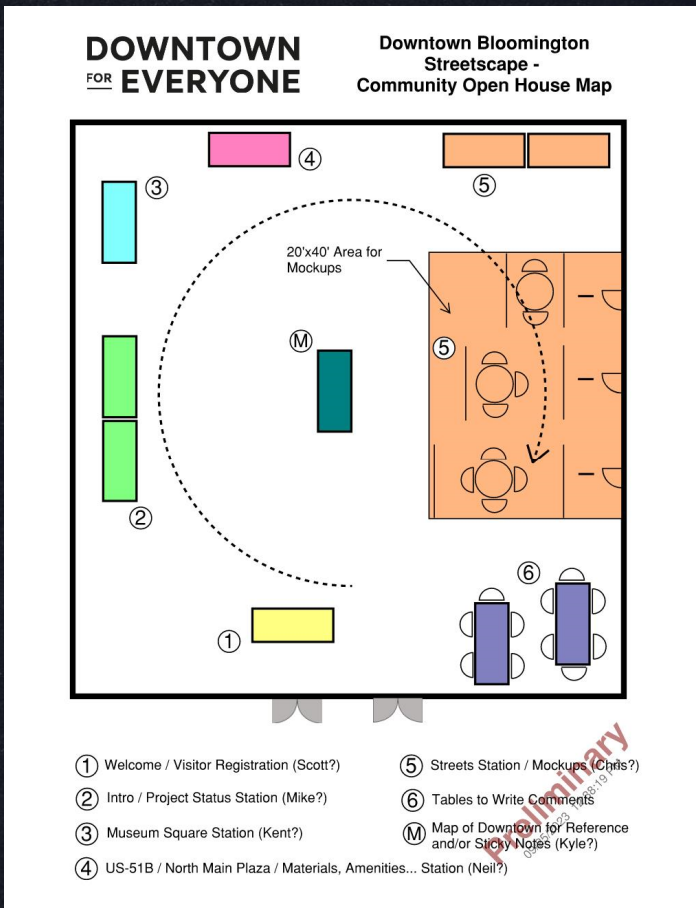 DOWNTOWN
FOR EVERYONE
Downtown Bloomington
Streetscape -
Community Open House Map
4
5
3
20'x40' Area for
Mockups
M
5
2
6
1
1 Welcome / Visitor Registration (Scott?)
2 Intro / Project Status Station (Mike?)
3 Museum Square Station (Kent?)
4 US-51B / North Main Plaza / Materials, Amenities... Station (Neil?)
5 Streets Station / Mockups (Chris?)
6 Tables to Write Comments
M Map of Downtown for Reference
and/or Sticky Notes (Kyle?)
Preliminary